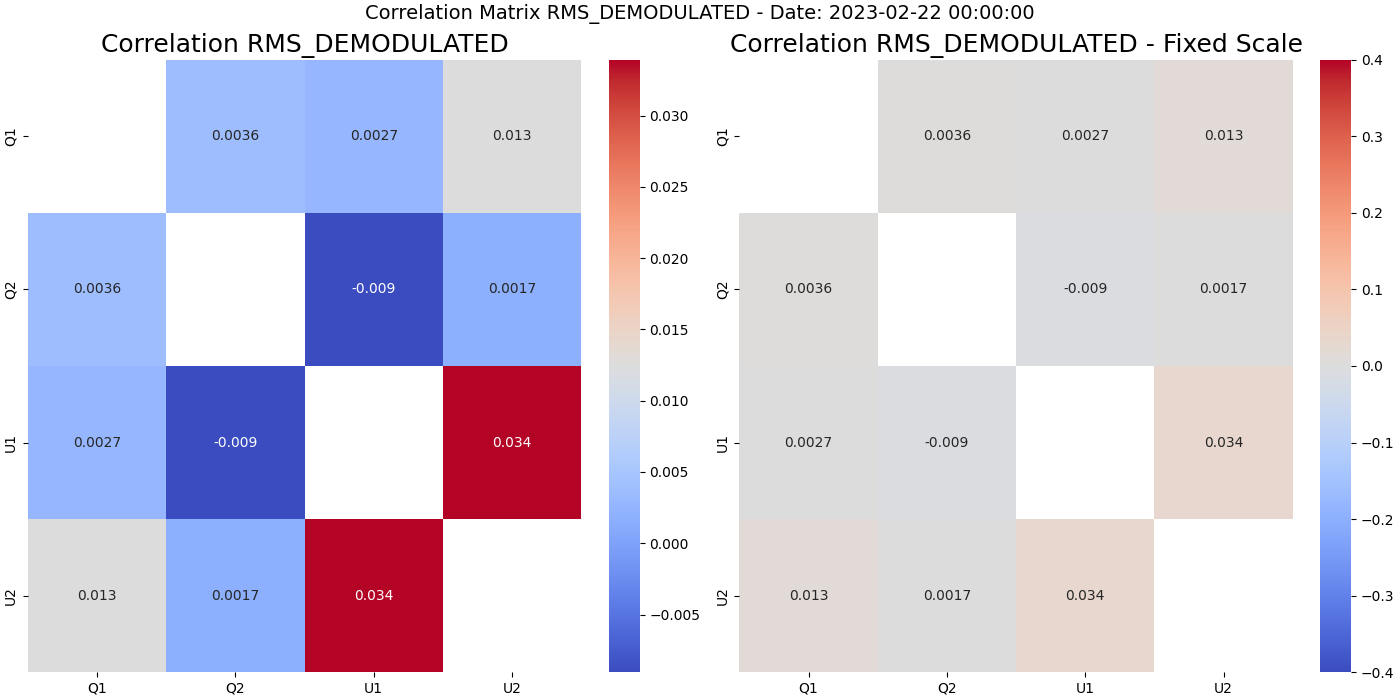 Correlation Matrix RMS_DEMODULATED - Date: 2023-02-22 00:00:00
Correlation RMS_DEMODULATED
Q1 0.0036 0.0027 0.013
Q2 0.0036 -0.009 0.0017
U1 0.0027 -0.009 0.034
U2 0.013 0.0017 0.034
Q1 Q2 U1 U2
0.030
0.025
0.020
0.015
0.010
0.005
0.000
−0.005
Correlation RMS_DEMODULATED - Fixed Scale
Q1 0.0036 0.0027 0.013
Q2 0.0036 -0.009 0.0017
U1 0.0027 -0.009 0.034
U2 0.013 0.0017 0.034
Q1 Q2 U1 U2
0.4
0.3
0.2
0.1
0.0
−0.1
−0.2
−0.3
−0.4